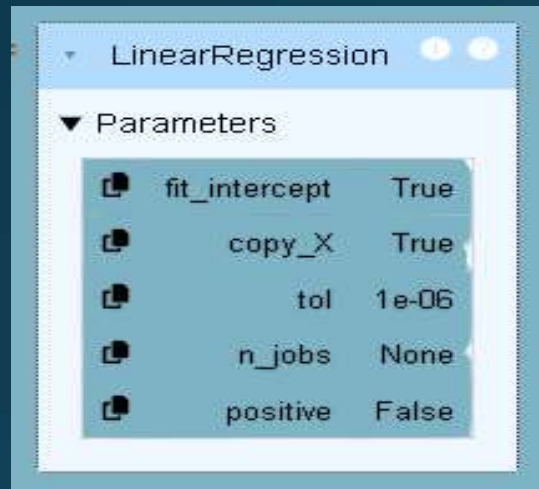 LinearRegression
Parameters
fit_intercept True
copy_X True
tol 1e-06
n_jobs None
positive False